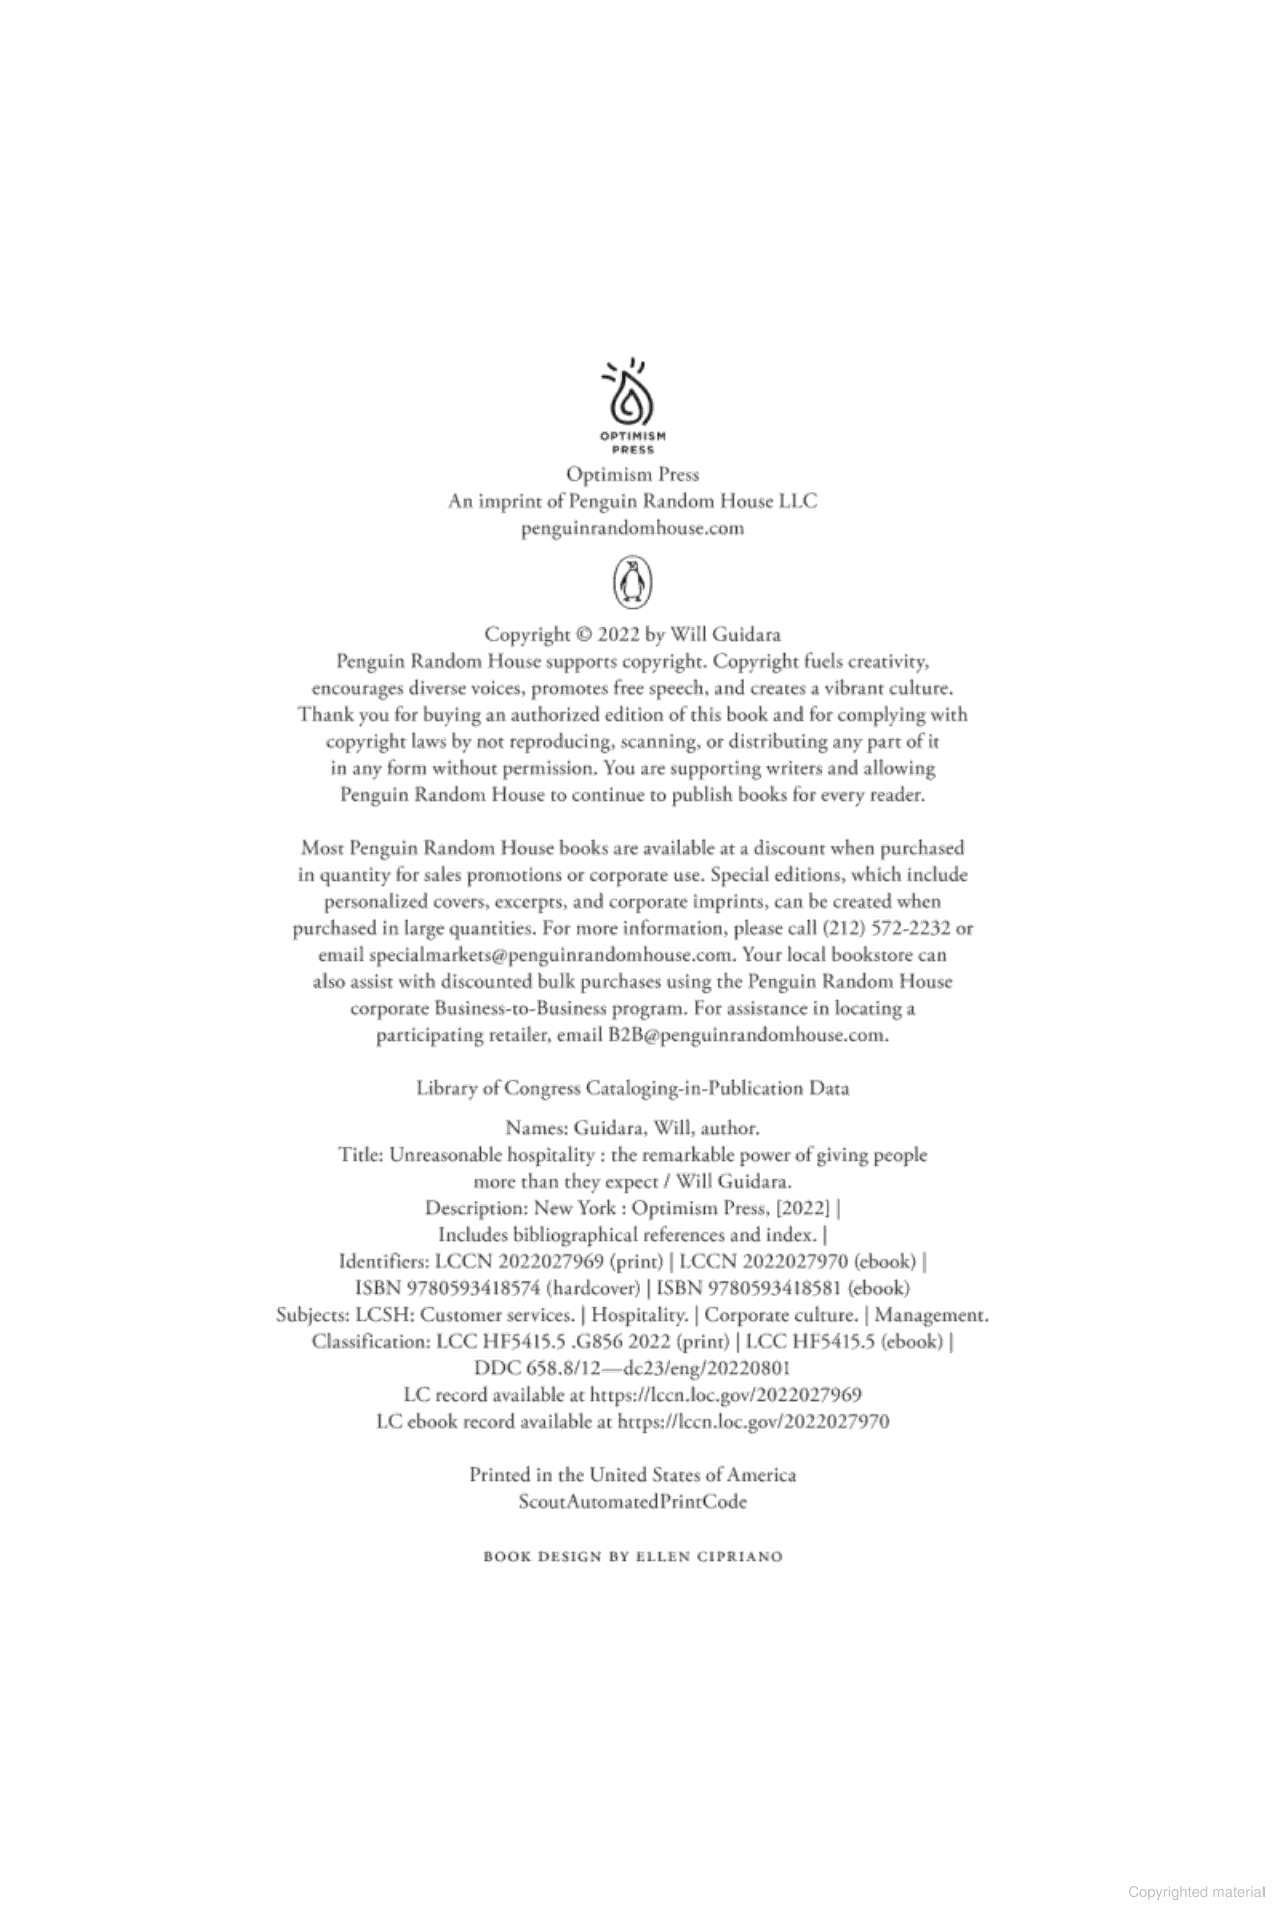 OPTIMISM
PRESS
Optimism Press
An imprint of Penguin Random House LLC
penguinrandomhouse.com
Copyright © 2022 by Will Guidara
Penguin Random House supports copyright. Copyright fuels creativity,
encourages diverse voices, promotes free speech, and creates a vibrant culture.
Thank you for buying an authorized edition of this book and for complying with
copyright laws by not reproducing, scanning, or distributing any part of it
in any form without permission. You are supporting writers and allowing
Penguin Random House to continue to publish books for every reader.
Most Penguin Random House books are available at a discount when purchased
in quantity for sales promotions or corporate use. Special editions, which include
personalized covers, excerpts, and corporate imprints, can be created when
purchased in large quantities. For more information, please call (212) 572-2232 or
email specialmarkets@penguinrandomhouse.com. Your local bookstore can
also assist with discounted bulk purchases using the Penguin Random House
corporate Business-to-Business program. For assistance in locating a
participating retailer, email B2B@penguinrandomhouse.com.
Library of Congress Cataloging-in-Publication Data
Names: Guidara, Will, author.
Title: Unreasonable hospitality : the remarkable power of giving people
more than they expect / Will Guidara.
Description: New York : Optimism Press, [2022] |
Includes bibliographical references and index. |
Identifiers: LCCN 2022027969 (print) | LCCN 2022027970 (ebook) |
ISBN 9780593418574 (hardcover) | ISBN 9780593418581 (ebook)
Subjects: LCSH: Customer services. | Hospitality. | Corporate culture. | Management.
Classification: LCC HF5415.5 .G856 2022 (print) | LCC HF5415.5 (ebook) |
DDC 658.8/12—dc23/eng/20220801
LC record available at https://lccn.loc.gov/2022027969
LC ebook record available at https://lccn.loc.gov/2022027970
Printed in the United States of America
ScoutAutomatedPrintCode
BOOK DESIGN BY ELLEN CIPRIANO
Copyrighted material